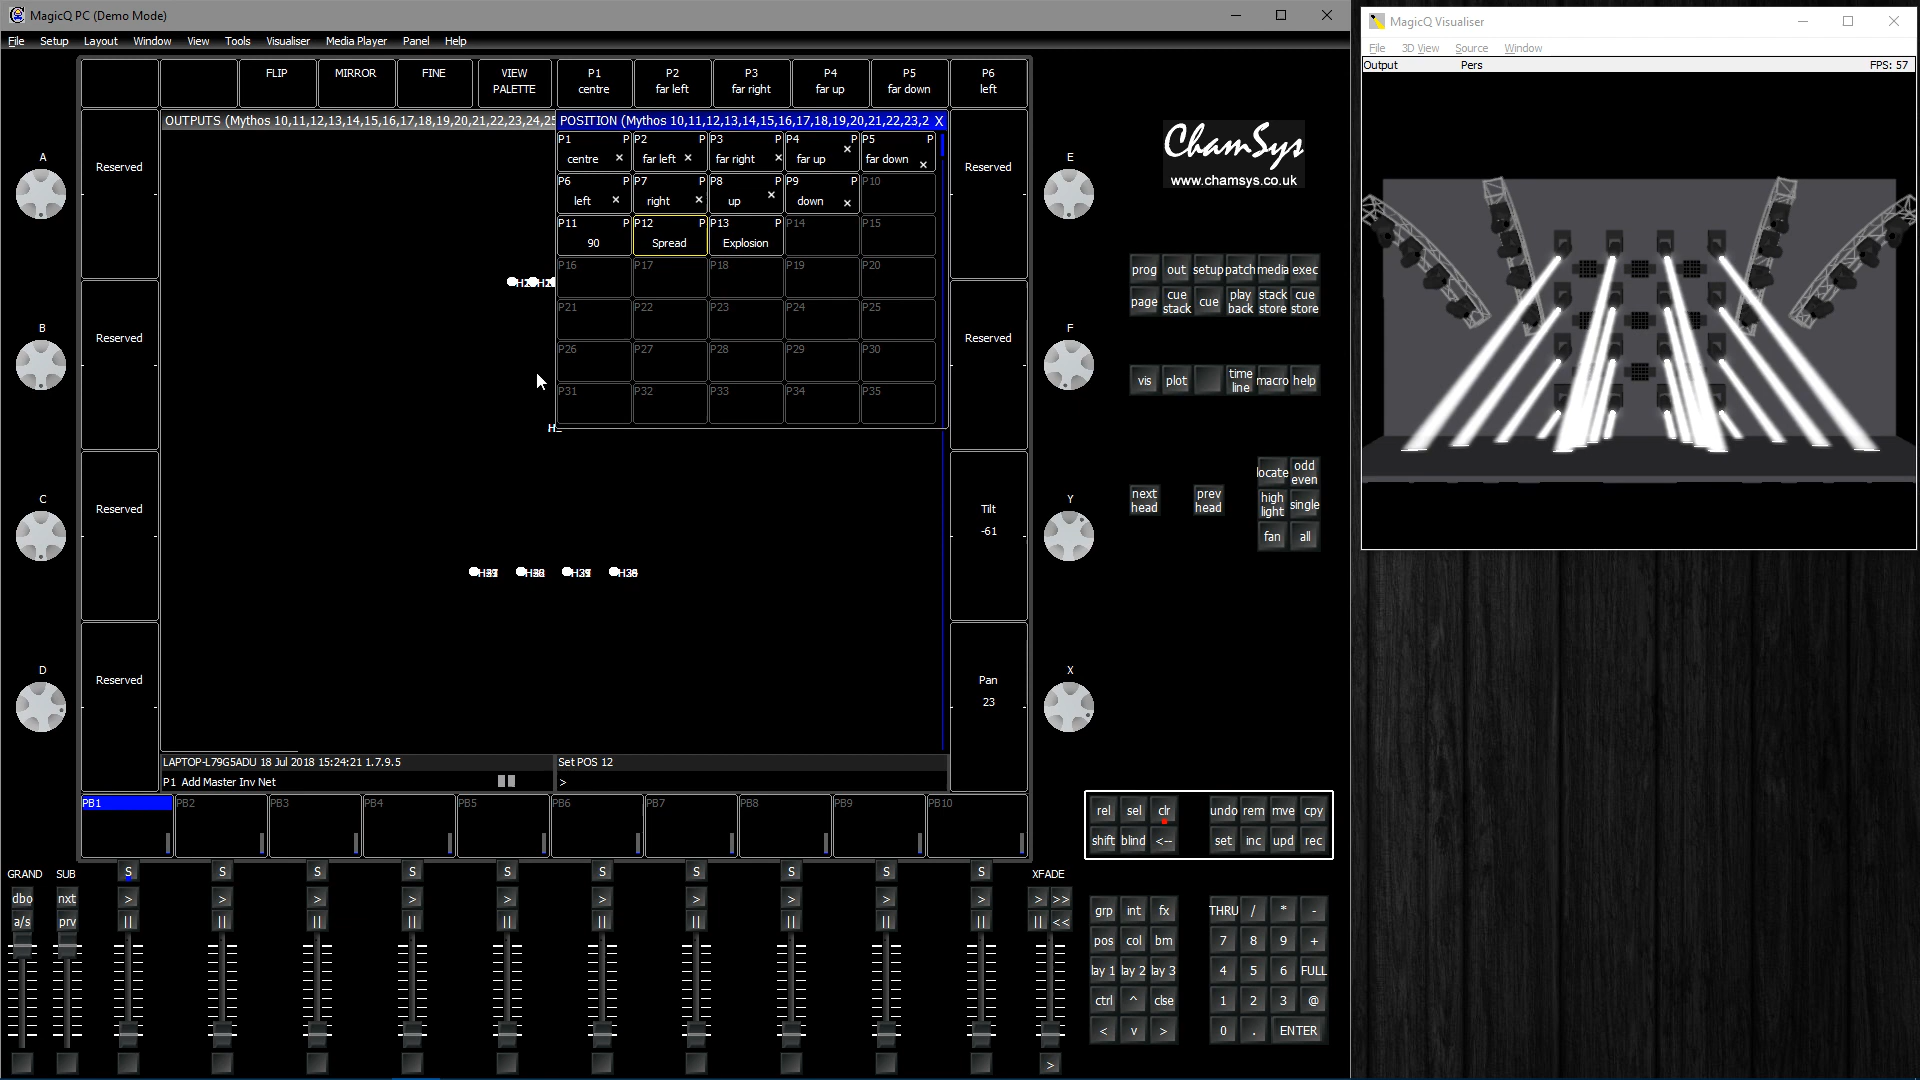 MagicQ PC (Demo Mode)
File Setup Layout Window View Tools Visualiser Media Player Panel Help
FLIP MIRROR FINE VIEW PALETTE P1 centre P2 far left P3 far right P4 far up P5 far down P6 left
OUTPUTS (Mythos 10,11,12,13,14,15,16,17,18,19,20,21,22,23,24,25
POSITION (Mythos 10,11,12,13,14,15,16,17,18,19,20,21,22,23,2 X
P1 P centre P2 P far left P3 P far right P4 P far up P5 P far down
P6 P left P7 P right P8 P up P9 P down P10
P11 P 90 P12 P Spread P13 P Explosion P14 P15
P16 P17 P18 P19 P20
P21 P22 P23 P24 P25
P26 P27 P28 P29 P30
P31 P32 P33 P34 P35
A Reserved
B Reserved
C Reserved
D Reserved
E Reserved
F Reserved
Y Tilt -61
X Pan 23
LAPTOP-L79G5ADU 18 Jul 2018 15:24:21 1.7.9.5
Set POS 12
P1 Add Master Inv Net
>
PB1 PB2 PB3 PB4 PB5 PB6 PB7 PB8 PB9 PB10
GRAND SUB S S S S S S S S S S XFADE
dbo nxt > > > > > > > > > > > >>
a/s prv || || || || || || || || || || || <<
>
ChamSys
www.chamsys.co.uk
prog out setup patch media exec
page cue stack cue play back stack store cue store
vis plot time line macro help
next head prev head locate odd even
high light single
fan all
rel sel clr undo rem mve cpy
shift blind <-- set inc upd rec
grp int fx THRU / * -
pos col bm 7 8 9 +
lay 1 lay 2 lay 3 4 5 6 FULL
ctrl ^ clse 1 2 3 @
< v > 0 . ENTER
MagicQ Visualiser
File 3D View Source Window
Output Pers FPS: 57